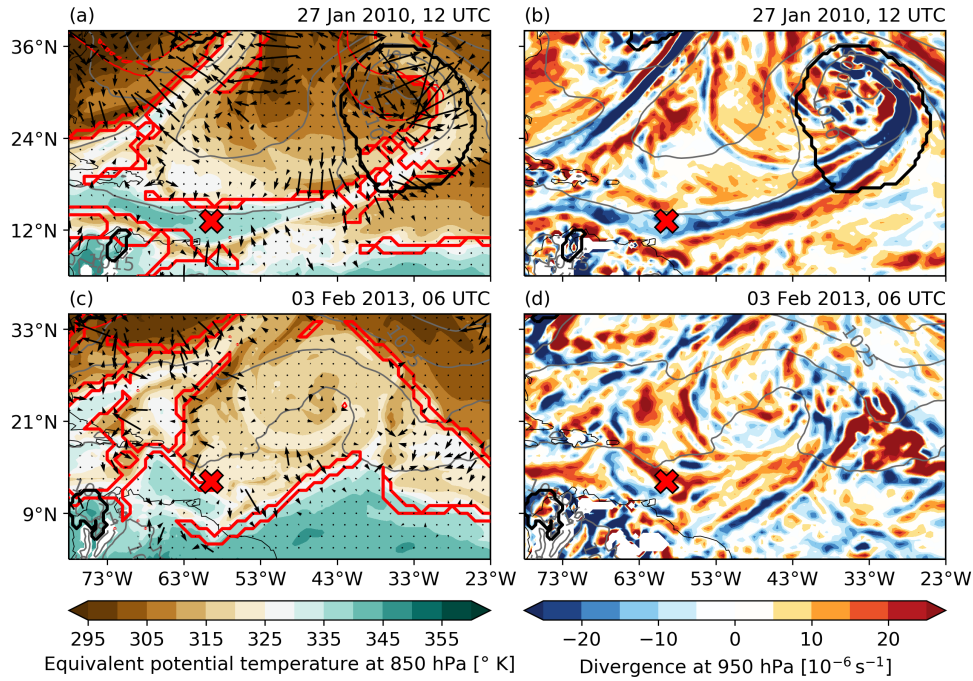 (a) 27 Jan 2010, 12 UTC
(b) 27 Jan 2010, 12 UTC
36°N
24°N
12°N
(c) 03 Feb 2013, 06 UTC
(d) 03 Feb 2013, 06 UTC
1025
33°N
21°N
9°N
73°W 63°W 53°W 43°W 33°W 23°W
73°W 63°W 53°W 43°W 33°W 23°W
295 305 315 325 335 345 355
Equivalent potential temperature at 850 hPa [° K]
−20 −10 0 10 20
Divergence at 950 hPa [10⁻⁶ s⁻¹]